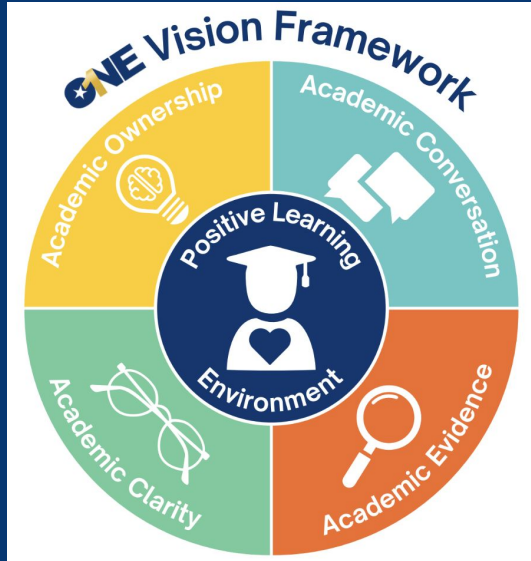 ONE Vision Framework
Academic Ownership
Academic Conversation
Positive Learning
Environment
Academic Clarity
Academic Evidence